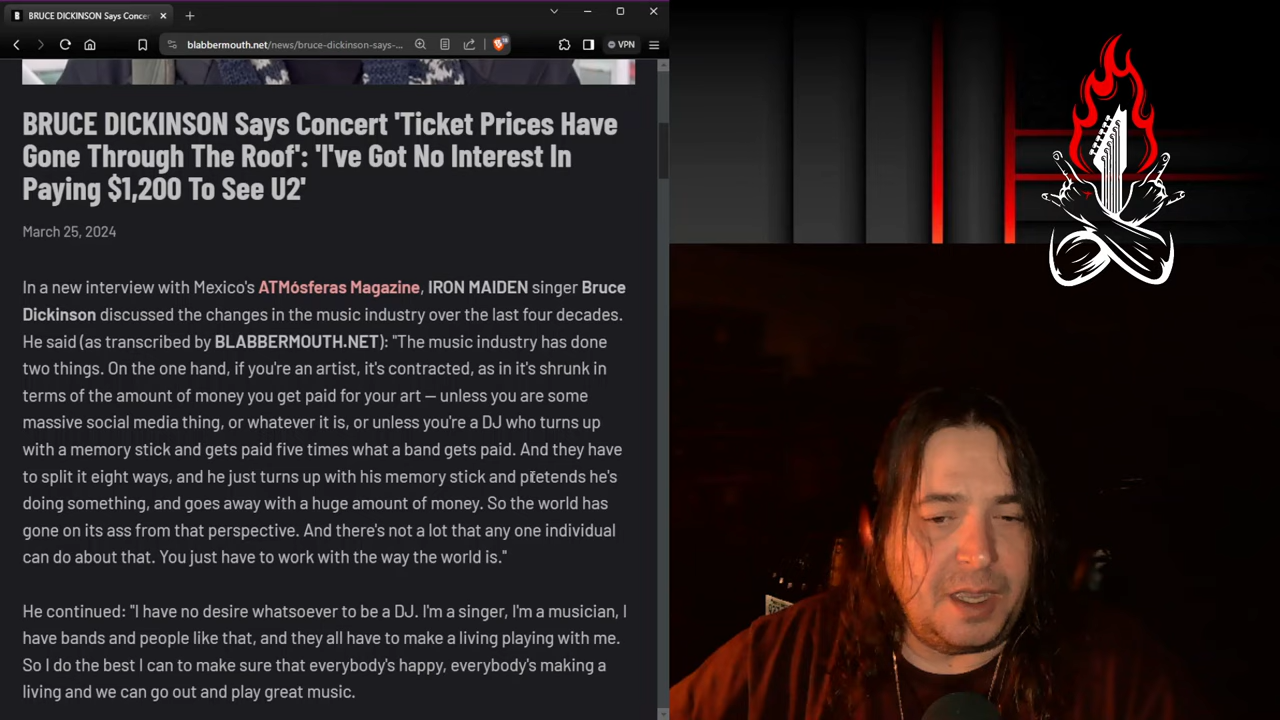 BRUCE DICKINSON Says Concer
blabbermouth.net/news/bruce-dickinson-says-...
18
VPN
BRUCE DICKINSON Says Concert 'Ticket Prices Have
Gone Through The Roof': 'I've Got No Interest In
Paying $1,200 To See U2'
March 25, 2024
In a new interview with Mexico's ATMósferas Magazine, IRON MAIDEN singer Bruce
Dickinson discussed the changes in the music industry over the last four decades.
He said (as transcribed by BLABBERMOUTH.NET): "The music industry has done
two things. On the one hand, if you're an artist, it's contracted, as in it's shrunk in
terms of the amount of money you get paid for your art — unless you are some
massive social media thing, or whatever it is, or unless you're a DJ who turns up
with a memory stick and gets paid five times what a band gets paid. And they have
to split it eight ways, and he just turns up with his memory stick and pretends he's
doing something, and goes away with a huge amount of money. So the world has
gone on its ass from that perspective. And there's not a lot that any one individual
can do about that. You just have to work with the way the world is."
He continued: "I have no desire whatsoever to be a DJ. I'm a singer, I'm a musician, I
have bands and people like that, and they all have to make a living playing with me.
So I do the best I can to make sure that everybody's happy, everybody's making a
living and we can go out and play great music.